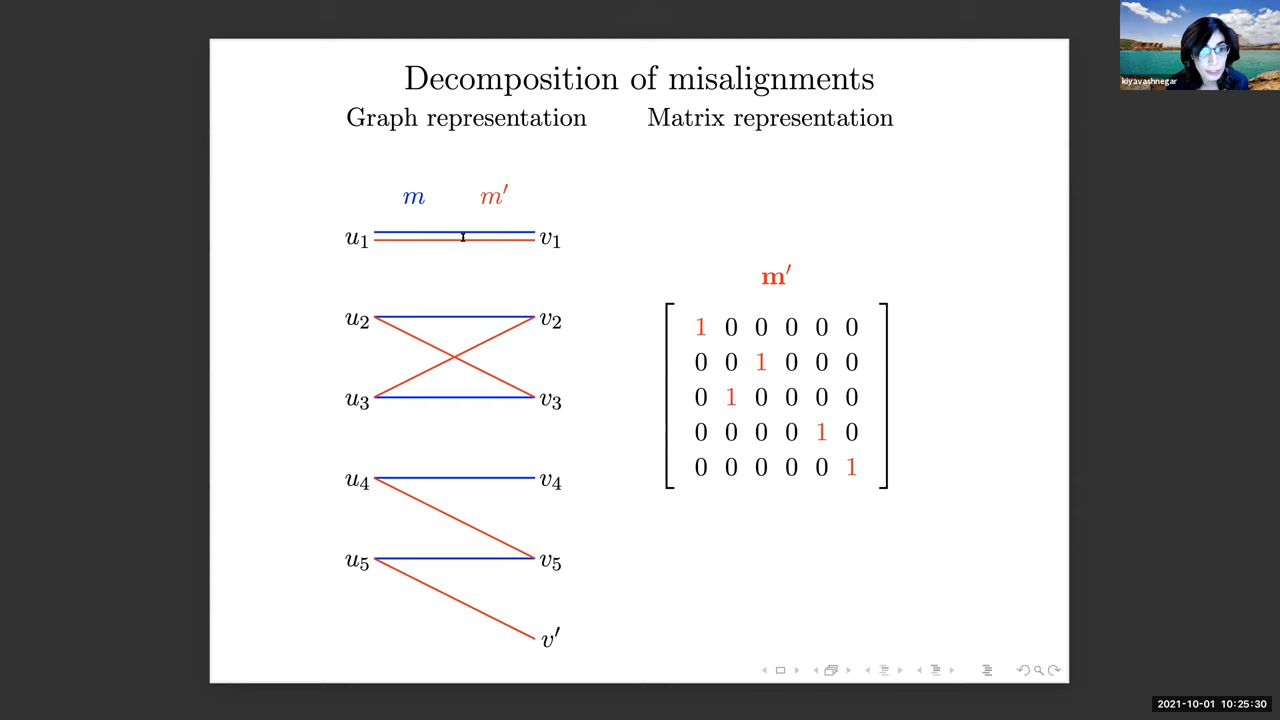 Decomposition of misalignments
Graph representation
Matrix representation
m
m′
u1
v1
u2
v2
u3
v3
u4
v4
u5
v5
v′
m′
1 0 0 0 0 0
0 0 1 0 0 0
0 1 0 0 0 0
0 0 0 0 1 0
0 0 0 0 0 1
kiyavashnegar
2021-10-01 10:25:30